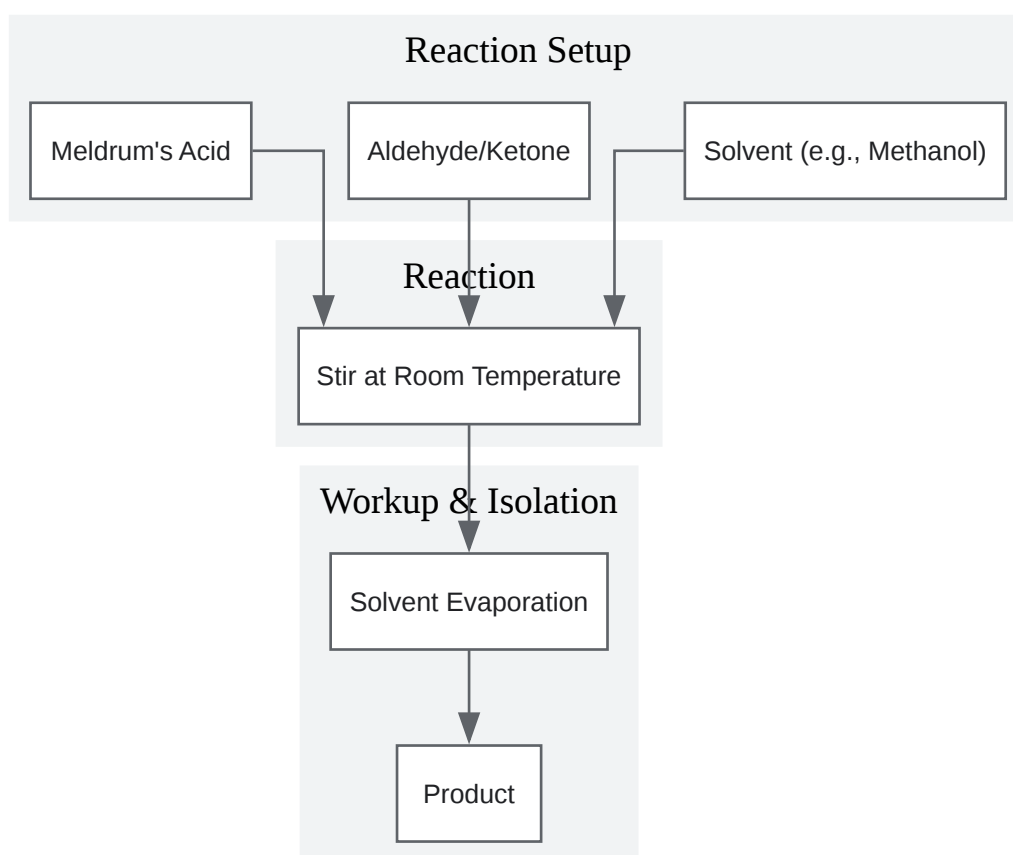 Reaction Setup
Meldrum's Acid
Aldehyde/Ketone
Solvent (e.g., Methanol)
Reaction
Stir at Room Temperature
Workup & Isolation
Solvent Evaporation
Product